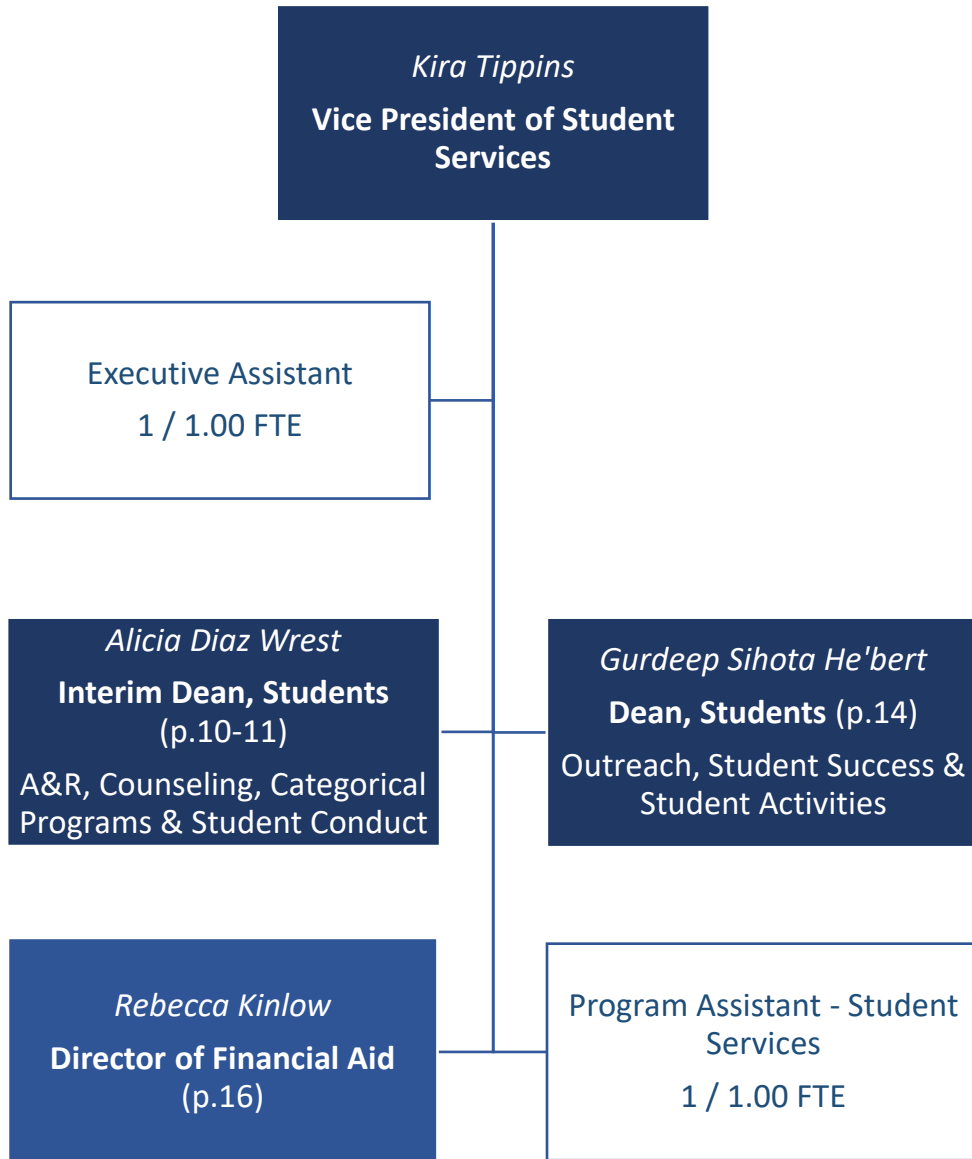 Kira Tippins
Vice President of Student
Services
Executive Assistant
1 / 1.00 FTE
Alicia Diaz Wrest
Interim Dean, Students
(p.10-11)
A&R, Counseling, Categorical
Programs & Student Conduct
Gurdeep Sihota He'bert
Dean, Students (p.14)
Outreach, Student Success &
Student Activities
Rebecca Kinlow
Director of Financial Aid
(p.16)
Program Assistant - Student
Services
1 / 1.00 FTE